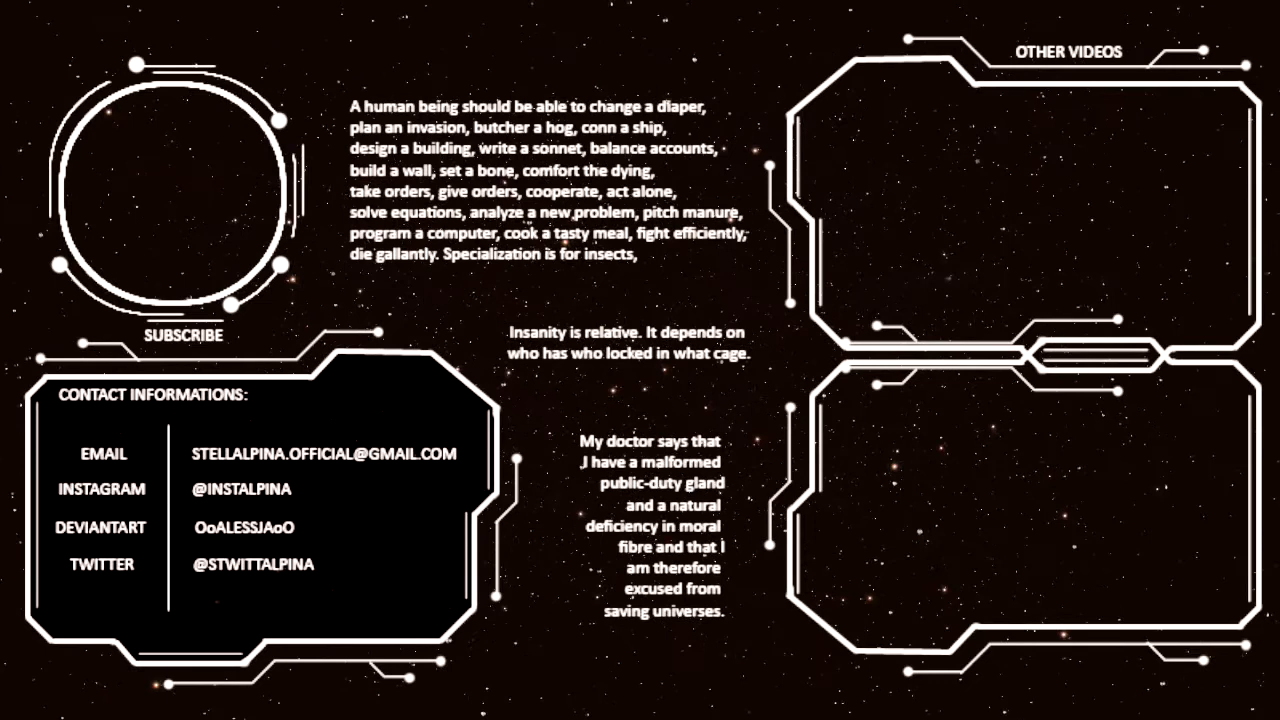 OTHER VIDEOS
A human being should be able to change a diaper,
plan an invasion, butcher a hog, conn a ship,
design a building, write a sonnet, balance accounts,
build a wall, set a bone, comfort the dying,
take orders, give orders, cooperate, act alone,
solve equations, analyze a new problem, pitch manure,
program a computer, cook a tasty meal, fight efficiently,
die gallantly. Specialization is for insects,
SUBSCRIBE
Insanity is relative. It depends on
who has who locked in what cage.
CONTACT INFORMATIONS:
EMAIL STELLALPINA.OFFICIAL@GMAIL.COM
INSTAGRAM @INSTALPINA
DEVIANTART OoALESSJAoO
TWITTER @STWITTALPINA
My doctor says that
I have a malformed
public-duty gland
and a natural
deficiency in moral
fibre and that I
am therefore
excused from
saving universes.